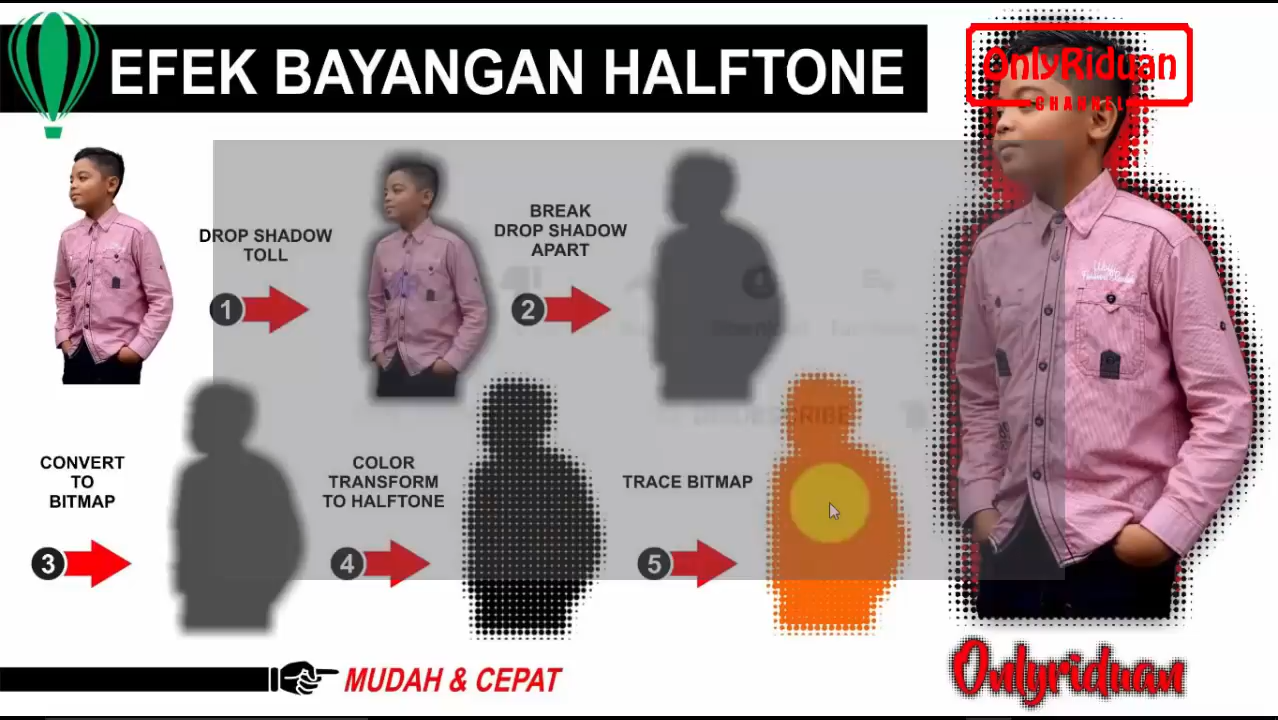 EFEK BAYANGAN HALFTONE
OnlyRiduan
CHANNEL
DROP SHADOW
TOLL
1
BREAK
DROP SHADOW
APART
2
CONVERT
TO
BITMAP
3
COLOR
TRANSFORM
TO HALFTONE
4
TRACE BITMAP
5
MUDAH & CEPAT
Onlyriduan